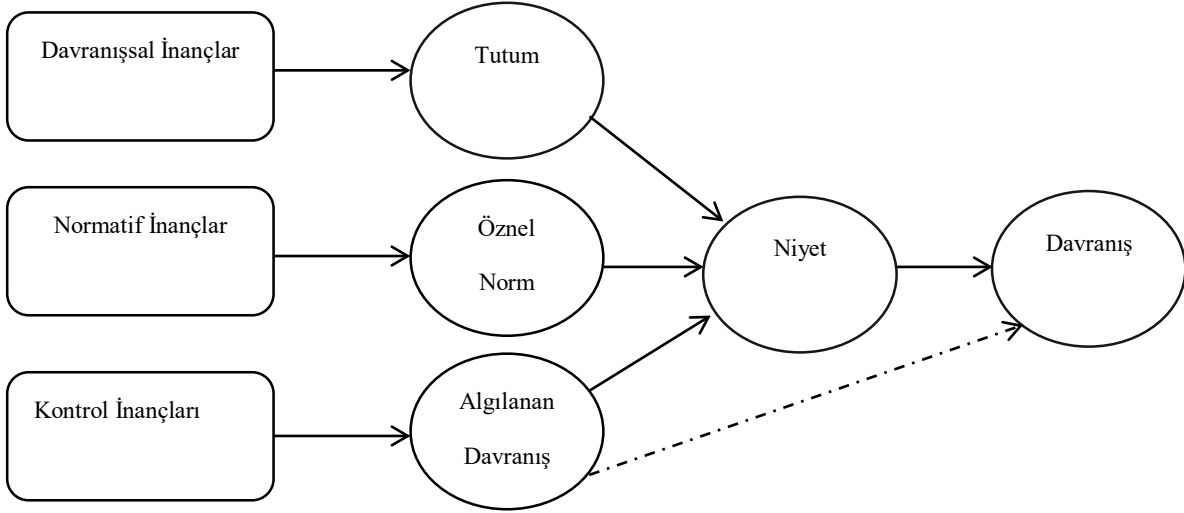 Davranışsal İnançlar
Tutum
Normatif İnançlar
Öznel
Norm
Niyet
Davranış
Kontrol İnançları
Algılanan
Davranış